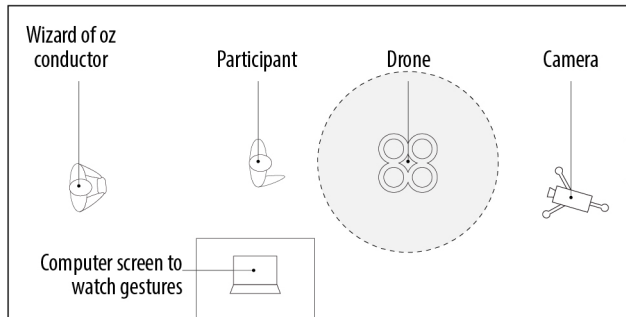 Wizard of oz
conductor
Participant
Drone
Camera
Computer screen to
watch gestures